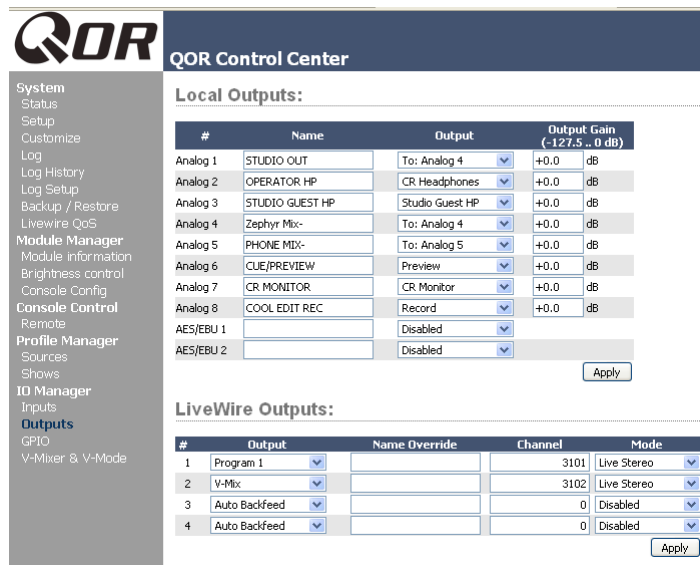 QOR
QOR Control Center
System
Status
Setup
Customize
Log
Log History
Log Setup
Backup / Restore
Livewire QoS
Module Manager
Module information
Brightness control
Console Config
Console Control
Remote
Profile Manager
Sources
Shows
IO Manager
Inputs
Outputs
GPIO
V-Mixer & V-Mode
Local Outputs:
# Name Output Output Gain
(-127.5 .. 0 dB)
Analog 1 STUDIO OUT To: Analog 4 +0.0 dB
Analog 2 OPERATOR HP CR Headphones +0.0 dB
Analog 3 STUDIO GUEST HP Studio Guest HP +0.0 dB
Analog 4 Zephyr Mix- To: Analog 4 +0.0 dB
Analog 5 PHONE MIX- To: Analog 5 +0.0 dB
Analog 6 CUE/PREVIEW Preview +0.0 dB
Analog 7 CR MONITOR CR Monitor +0.0 dB
Analog 8 COOL EDIT REC Record +0.0 dB
AES/EBU 1 Disabled
AES/EBU 2 Disabled
Apply
LiveWire Outputs:
# Output Name Override Channel Mode
1 Program 1 3101 Live Stereo
2 V-Mix 3102 Live Stereo
3 Auto Backfeed 0 Disabled
4 Auto Backfeed 0 Disabled
Apply